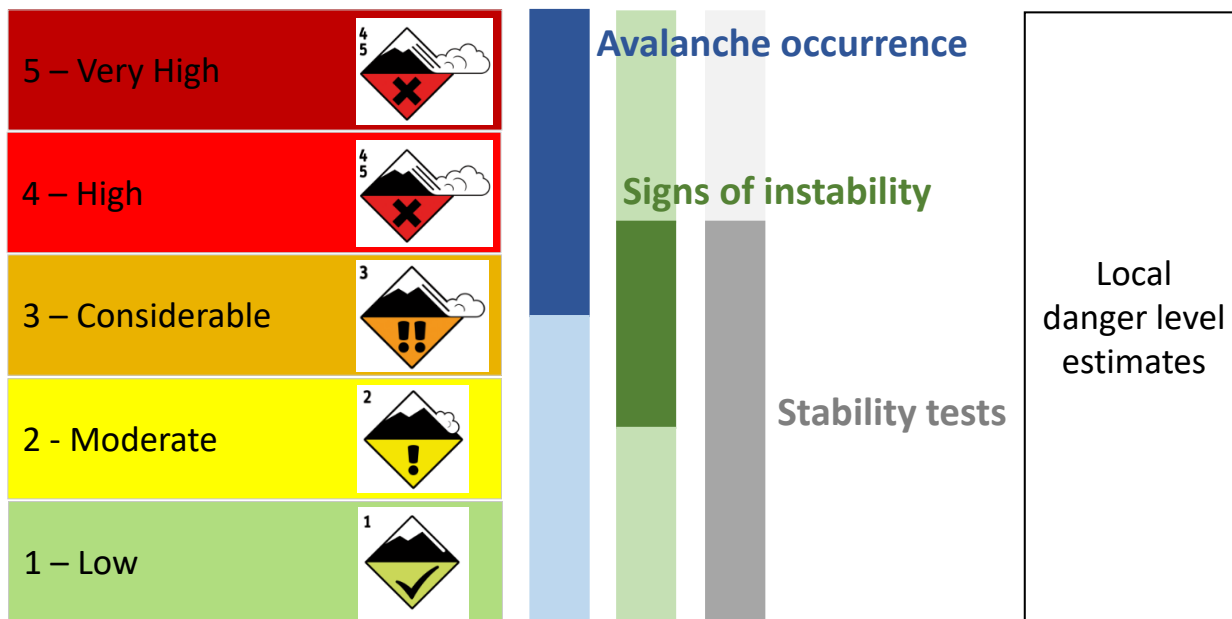 5 – Very High
4
5
Avalanche occurrence
4 – High
4
5
Signs of instability
3 – Considerable
3
!!
Local
danger level
estimates
2 - Moderate
2
!
Stability tests
1 – Low
1